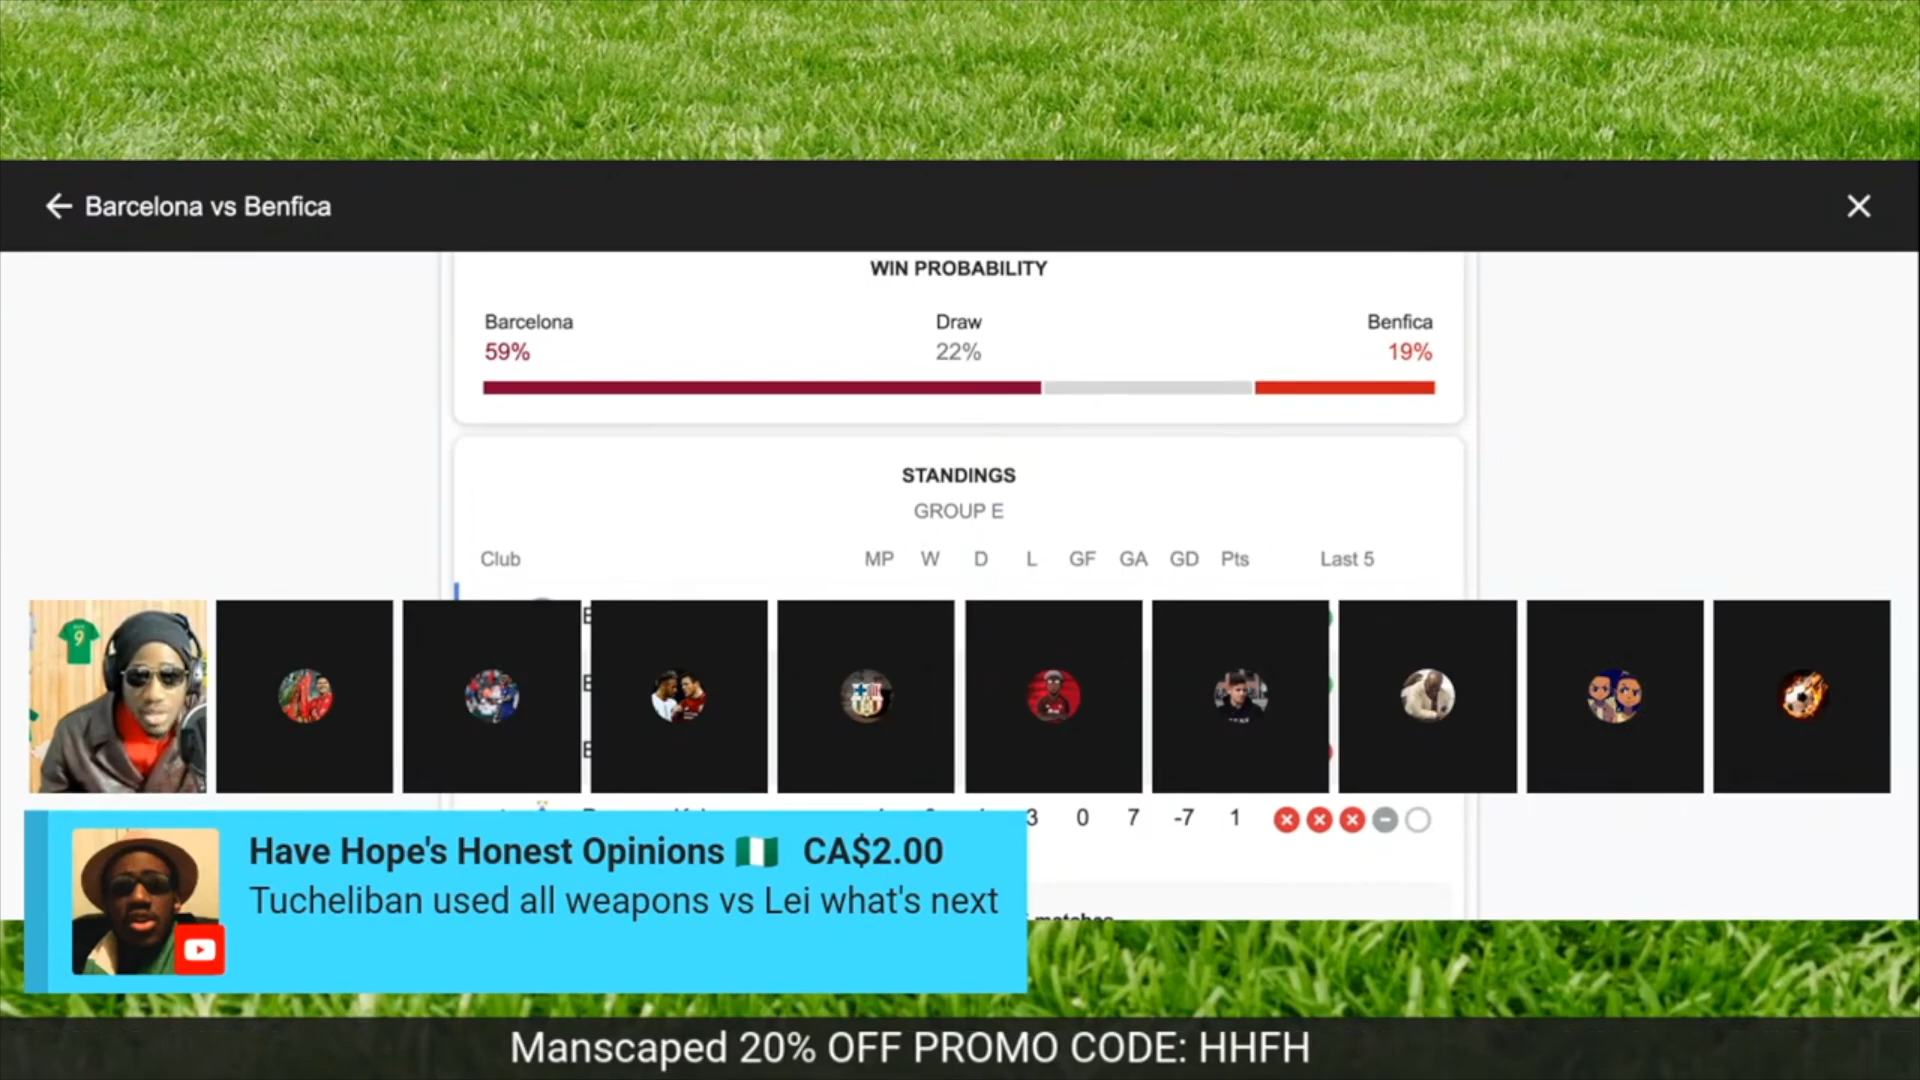 Barcelona vs Benfica
WIN PROBABILITY
Barcelona Draw Benfica
59% 22% 19%
STANDINGS
GROUP E
Club MP W D L GF GA GD Pts Last 5
9
3 0 7 -7 1
Have Hope's Honest Opinions CA$2.00
Tucheliban used all weapons vs Lei what's next
matches
Manscaped 20% OFF PROMO CODE: HHFH